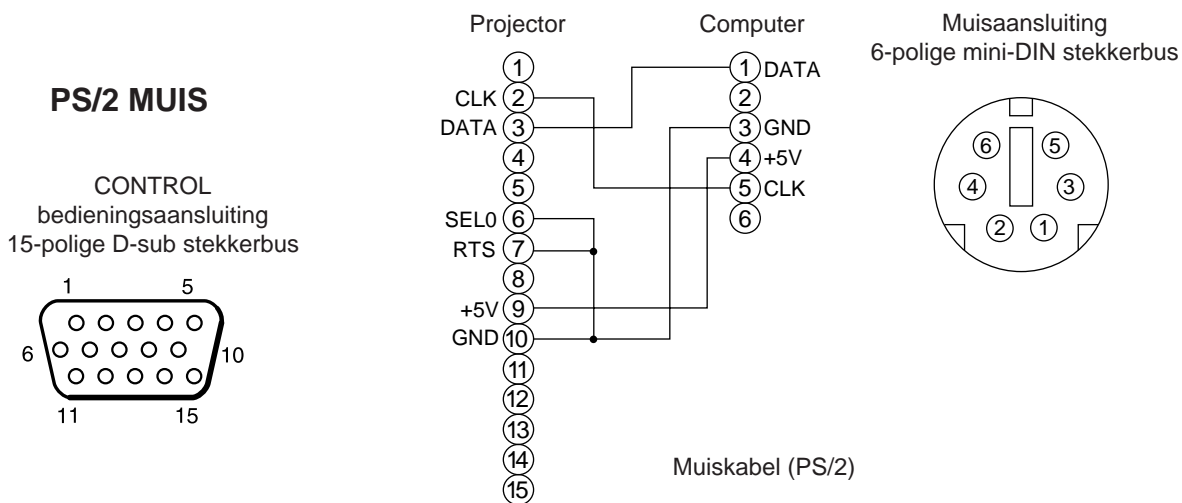 PS/2 MUIS
CONTROL
bedieningsaansluiting
15-polige D-sub stekkerbus
1 5
6 10
11 15
Projector
1
CLK 2
DATA 3
4
5
SEL0 6
RTS 7
8
+5V 9
GND 10
11
12
13
14
15
Computer
1 DATA
2
3 GND
4 +5V
5 CLK
6
Muiskabel (PS/2)
Muisaansluiting
6-polige mini-DIN stekkerbus
6 5
4 3
2 1